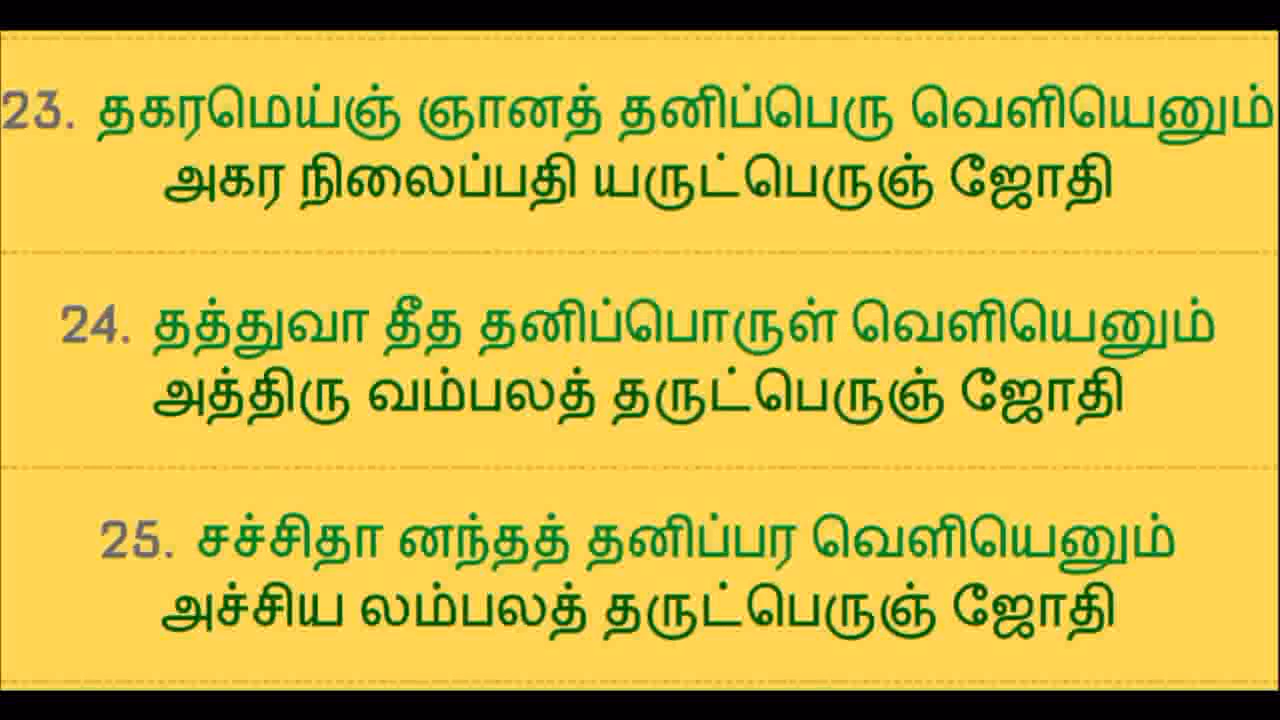 23. தகரமெய்ஞ் ஞானத் தனிப்பெரு வெளியெனும்
அகர நிலைப்பதி யருட்பெருஞ் ஜோதி
24. தத்துவா தீத தனிப்பொருள் வெளியெனும்
அத்திரு வம்பலத் தருட்பெருஞ் ஜோதி
25. சச்சிதா னந்தத் தனிப்பர வெளியெனும்
அச்சிய லம்பலத் தருட்பெருஞ் ஜோதி